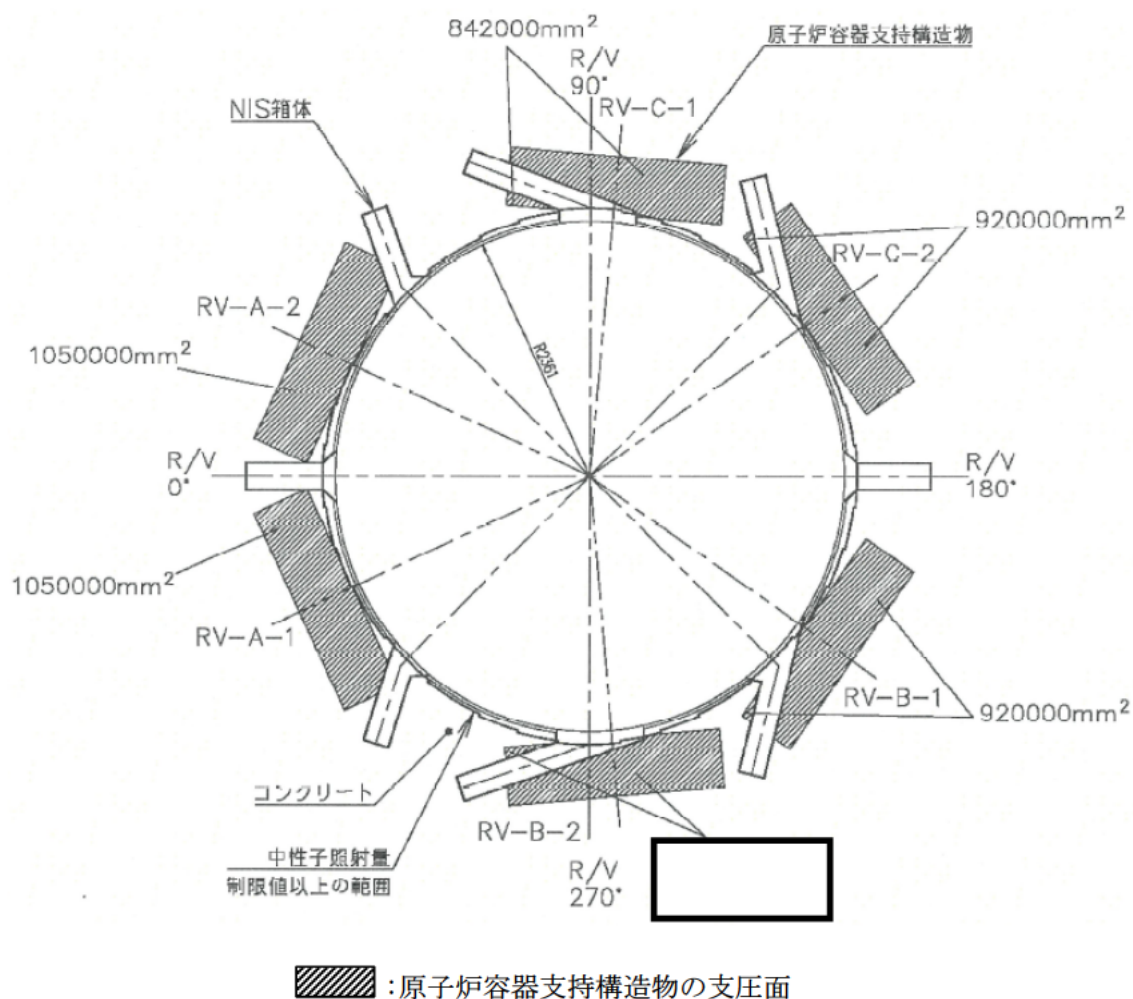 842000mm²
原子炉容器支持構造物
R/V
90°
RV-C-1
NIS箱体
920000mm²
RV-C-2
RV-A-2
1050000mm²
R2361
R/V
0°
R/V
180°
1050000mm²
RV-A-1
RV-B-1
920000mm²
コンクリート
RV-B-2
中性子照射量
制限値以上の範囲
R/V
270°
:原子炉容器支持構造物の支圧面